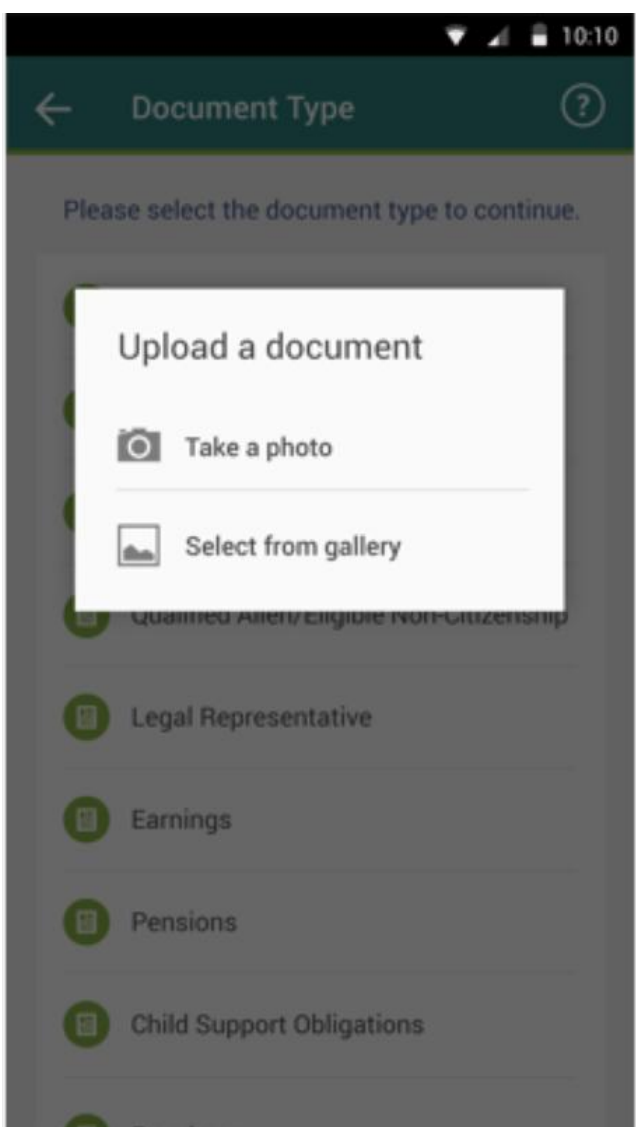 10:10
Document Type
?
Please select the document type to continue.
Upload a document
Take a photo
Select from gallery
Qualified Alien/Eligible Non-Citizenship
Legal Representative
Earnings
Pensions
Child Support Obligations